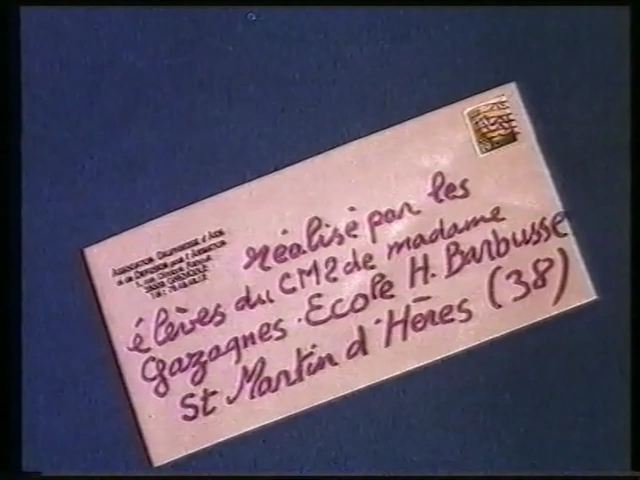 réalisé par les
élèves du CM2 de madame
Gazagnes . Ecole H. Barbusse
St Martin d'Hères (38)